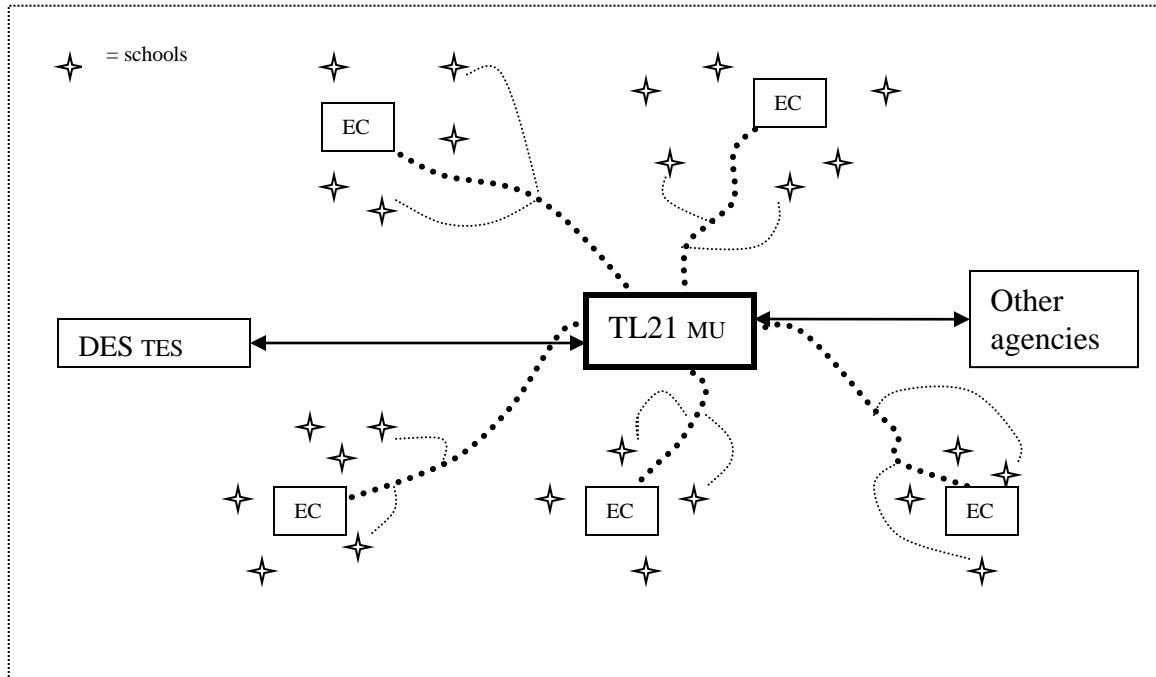 = schools
EC
EC
TL21 MU
Other
agencies
DES TES
EC
EC
EC